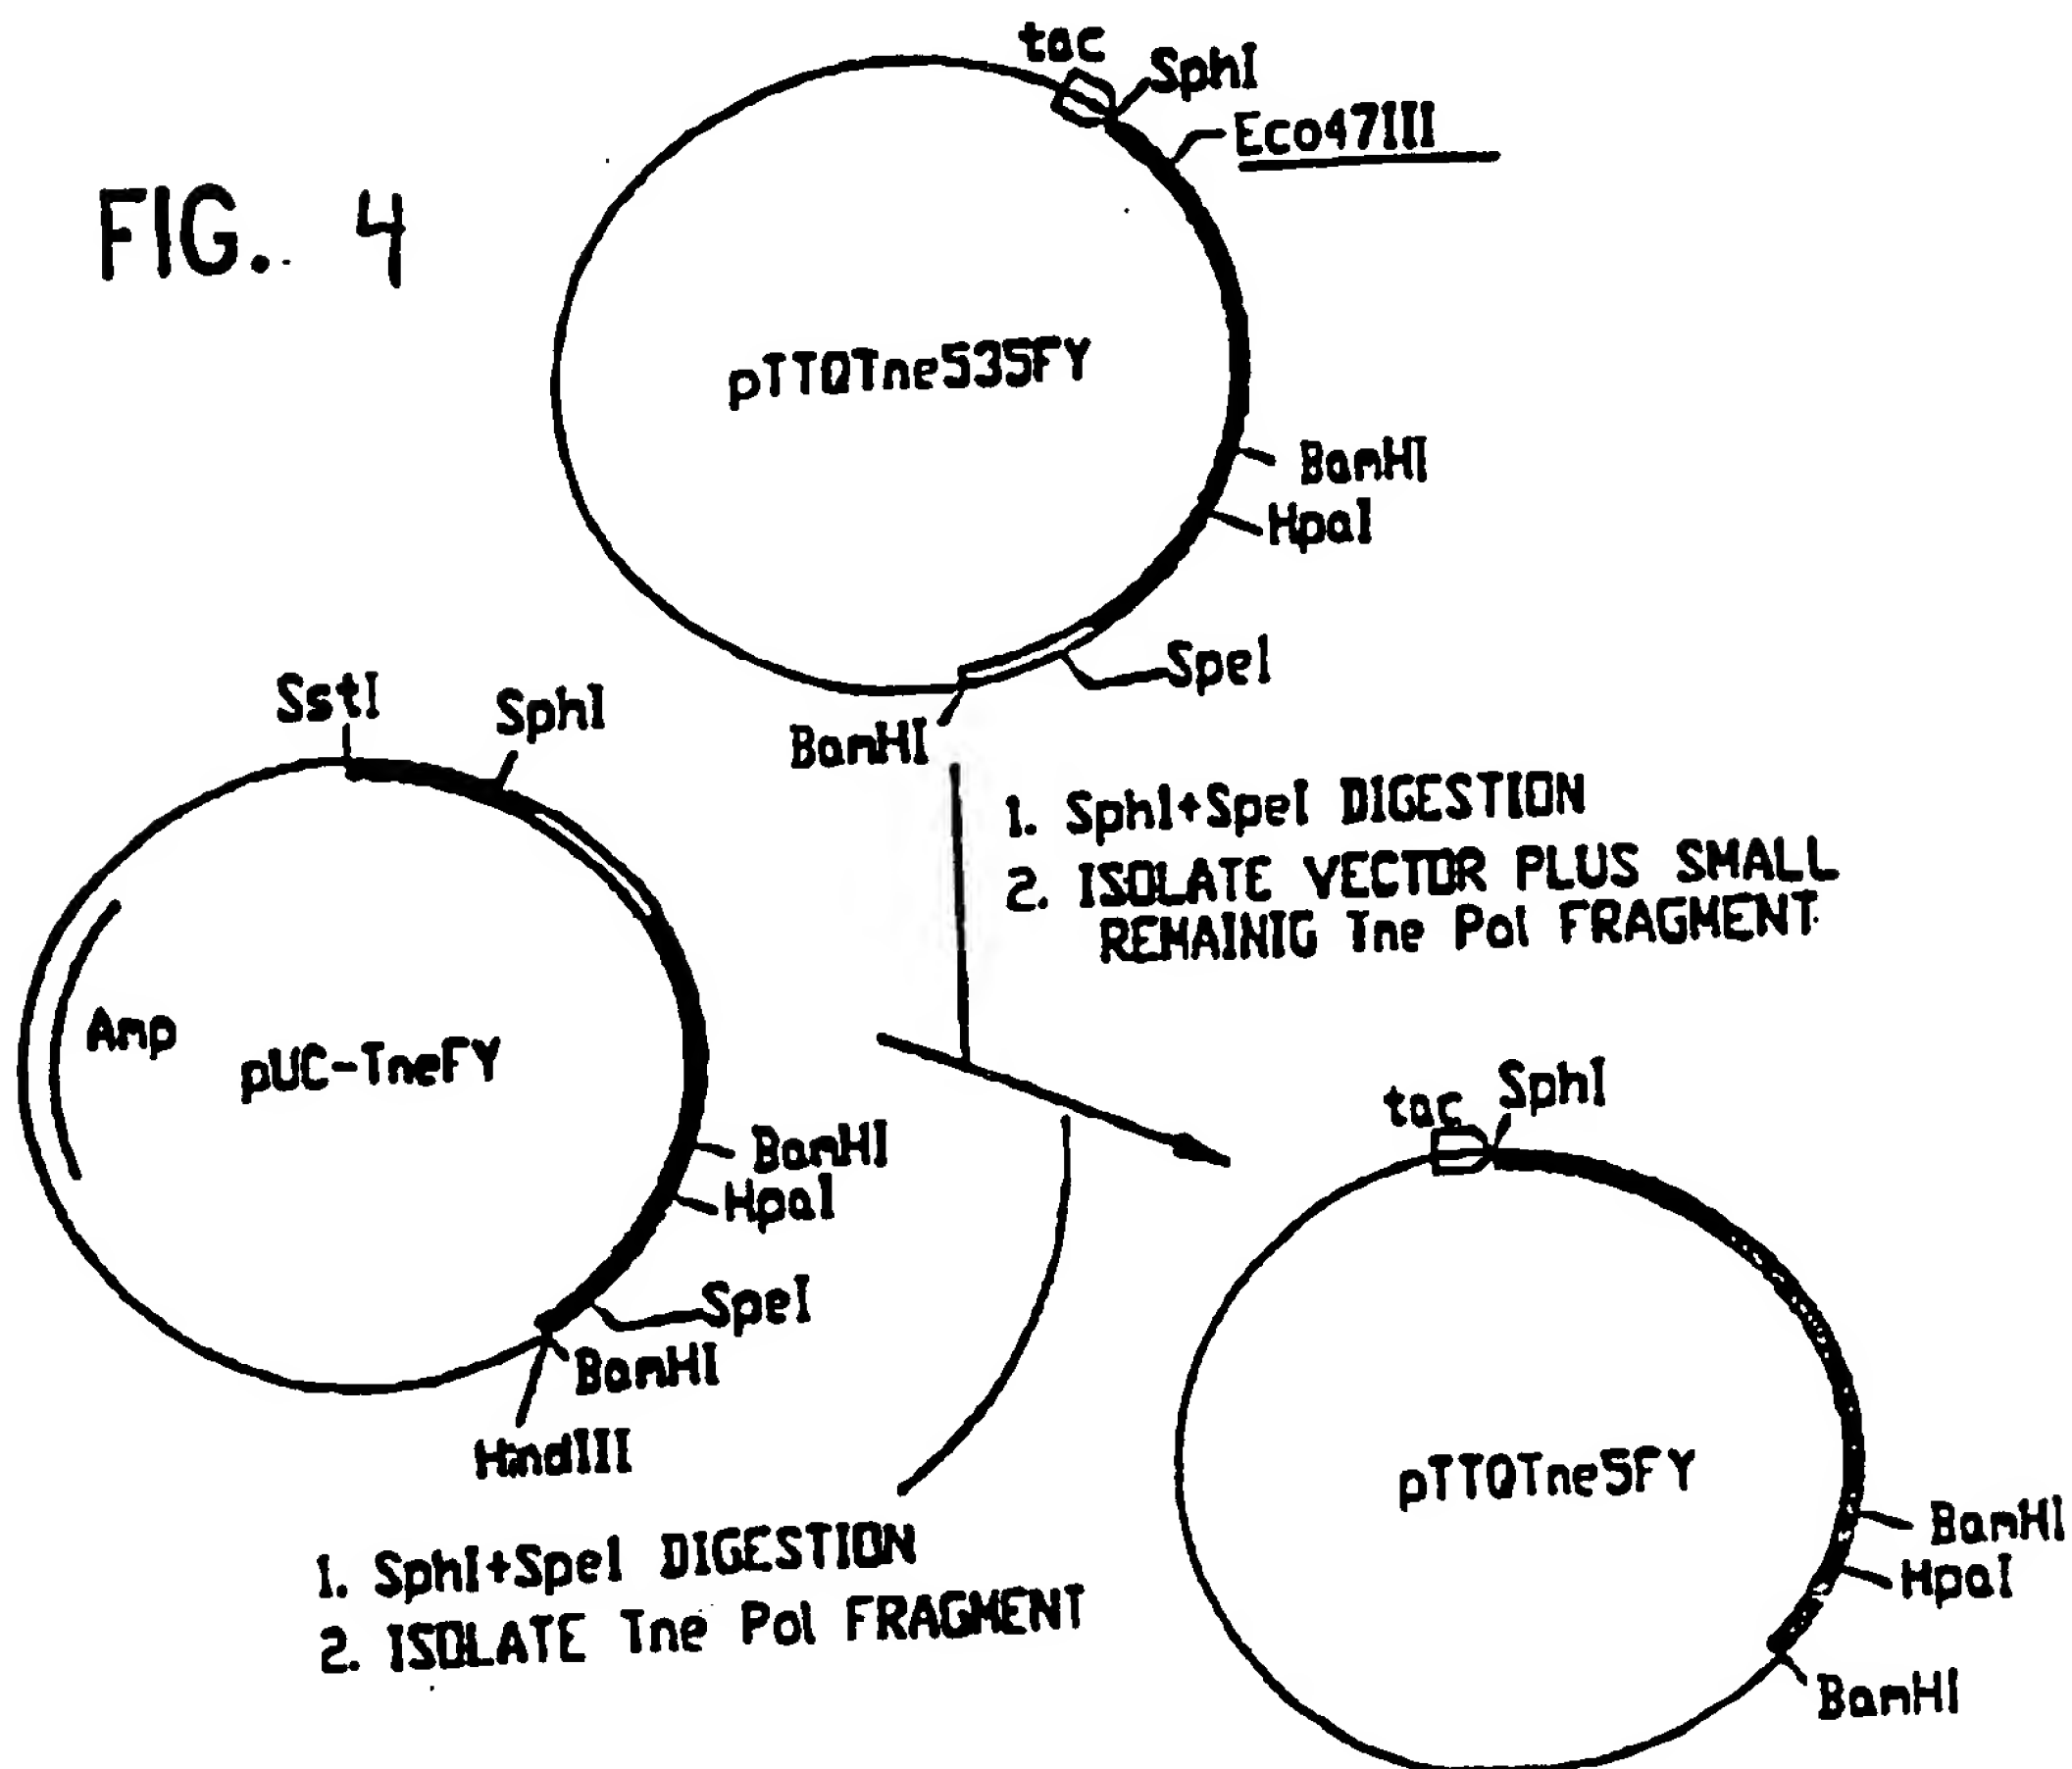 FIG. 4
tac
SphI
Eco47III
pTTQTne535FY
BamHI
HpaI
SpeI
BamHI
SstI
SphI
1. SphI+SpeI DIGESTION
2. ISOLATE VECTOR PLUS SMALL
REMAINIG Tne Pol FRAGMENT
Amp
pUC-TneFY
BamHI
HpaI
SpeI
BamHI
HindIII
tac
SphI
pTTQTne5FY
BamHI
HpaI
BamHI
1. SphI+SpeI DIGESTION
2. ISOLATE Tne Pol FRAGMENT